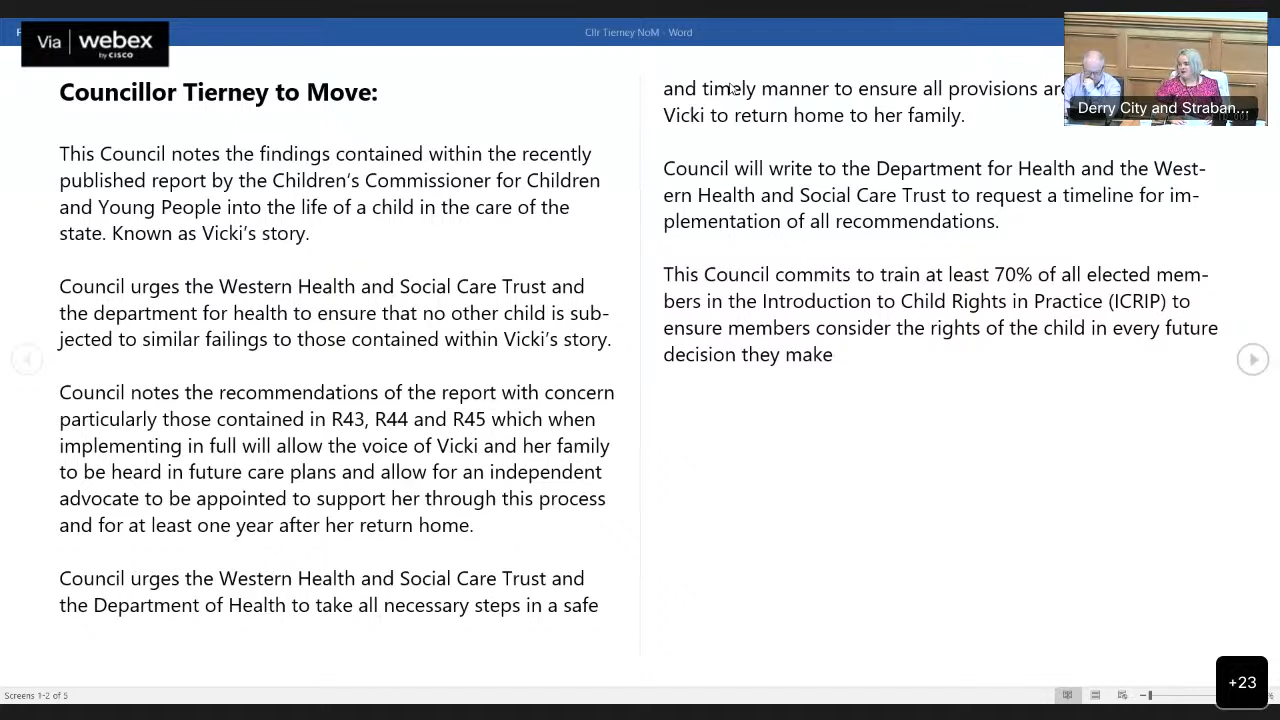 Via webex
by CISCO
Cllr Tierney NoM - Word
Councillor Tierney to Move:
This Council notes the findings contained within the recently
published report by the Children's Commissioner for Children
and Young People into the life of a child in the care of the
state. Known as Vicki's story.
Council urges the Western Health and Social Care Trust and
the department for health to ensure that no other child is sub-
jected to similar failings to those contained within Vicki's story.
Council notes the recommendations of the report with concern
particularly those contained in R43, R44 and R45 which when
implementing in full will allow the voice of Vicki and her family
to be heard in future care plans and allow for an independent
advocate to be appointed to support her through this process
and for at least one year after her return home.
Council urges the Western Health and Social Care Trust and
the Department of Health to take all necessary steps in a safe
and timely manner to ensure all provisions are
Vicki to return home to her family.
Council will write to the Department for Health and the West-
ern Health and Social Care Trust to request a timeline for im-
plementation of all recommendations.
This Council commits to train at least 70% of all elected mem-
bers in the Introduction to Child Rights in Practice (ICRIP) to
ensure members consider the rights of the child in every future
decision they make
Derry City and Straban...
Screens 1-2 of 5
+23